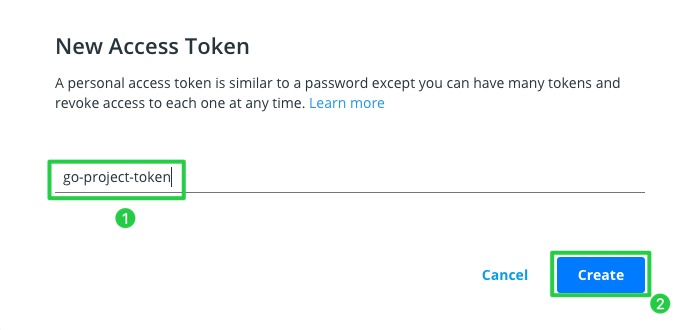 New Access Token
A personal access token is similar to a password except you can have many tokens and
revoke access to each one at any time. Learn more
go-project-token
1
Cancel Create
2